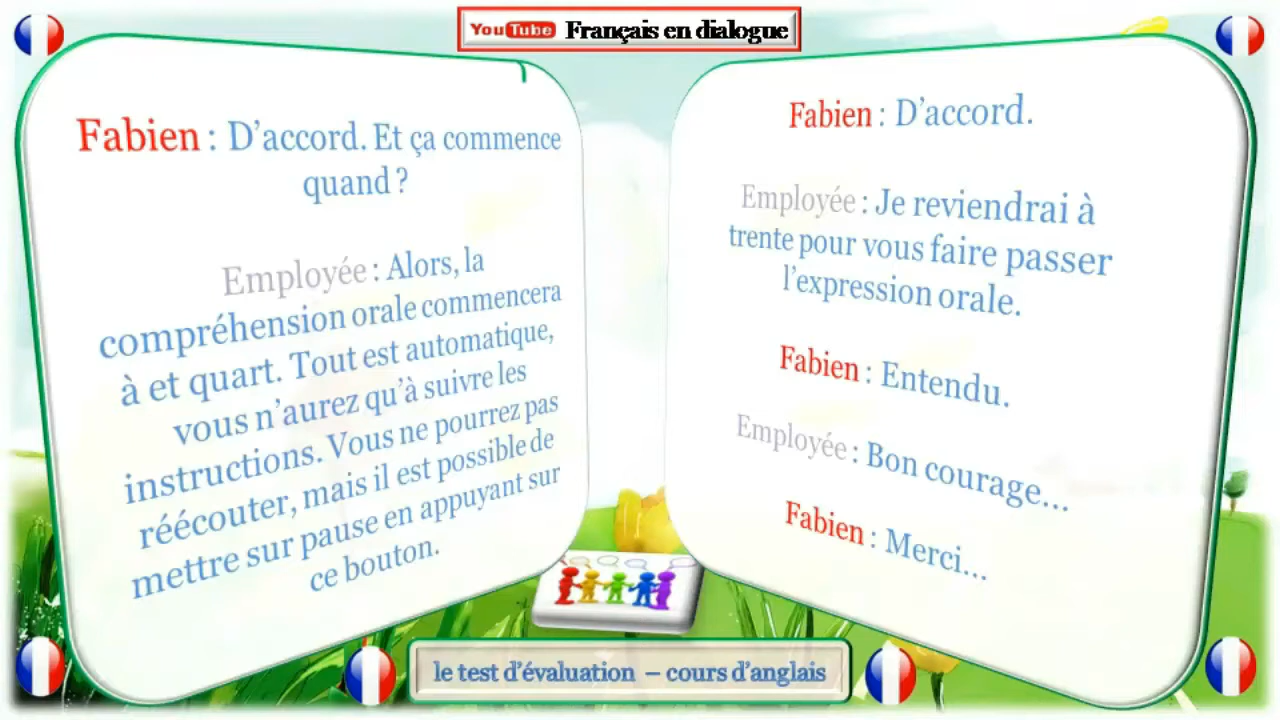 YouTube Français en dialogue
Fabien : D’accord. Et ça commence
quand ?
Employée : Alors, la
compréhension orale commencera
à et quart. Tout est automatique,
vous n’aurez qu’à suivre les
instructions. Vous ne pourrez pas
réécouter, mais il est possible de
mettre sur pause en appuyant sur
ce bouton.
Fabien : D’accord.
Employée : Je reviendrai à
trente pour vous faire passer
l’expression orale.
Fabien : Entendu.
Employée : Bon courage...
Fabien : Merci...
le test d’évaluation – cours d’anglais